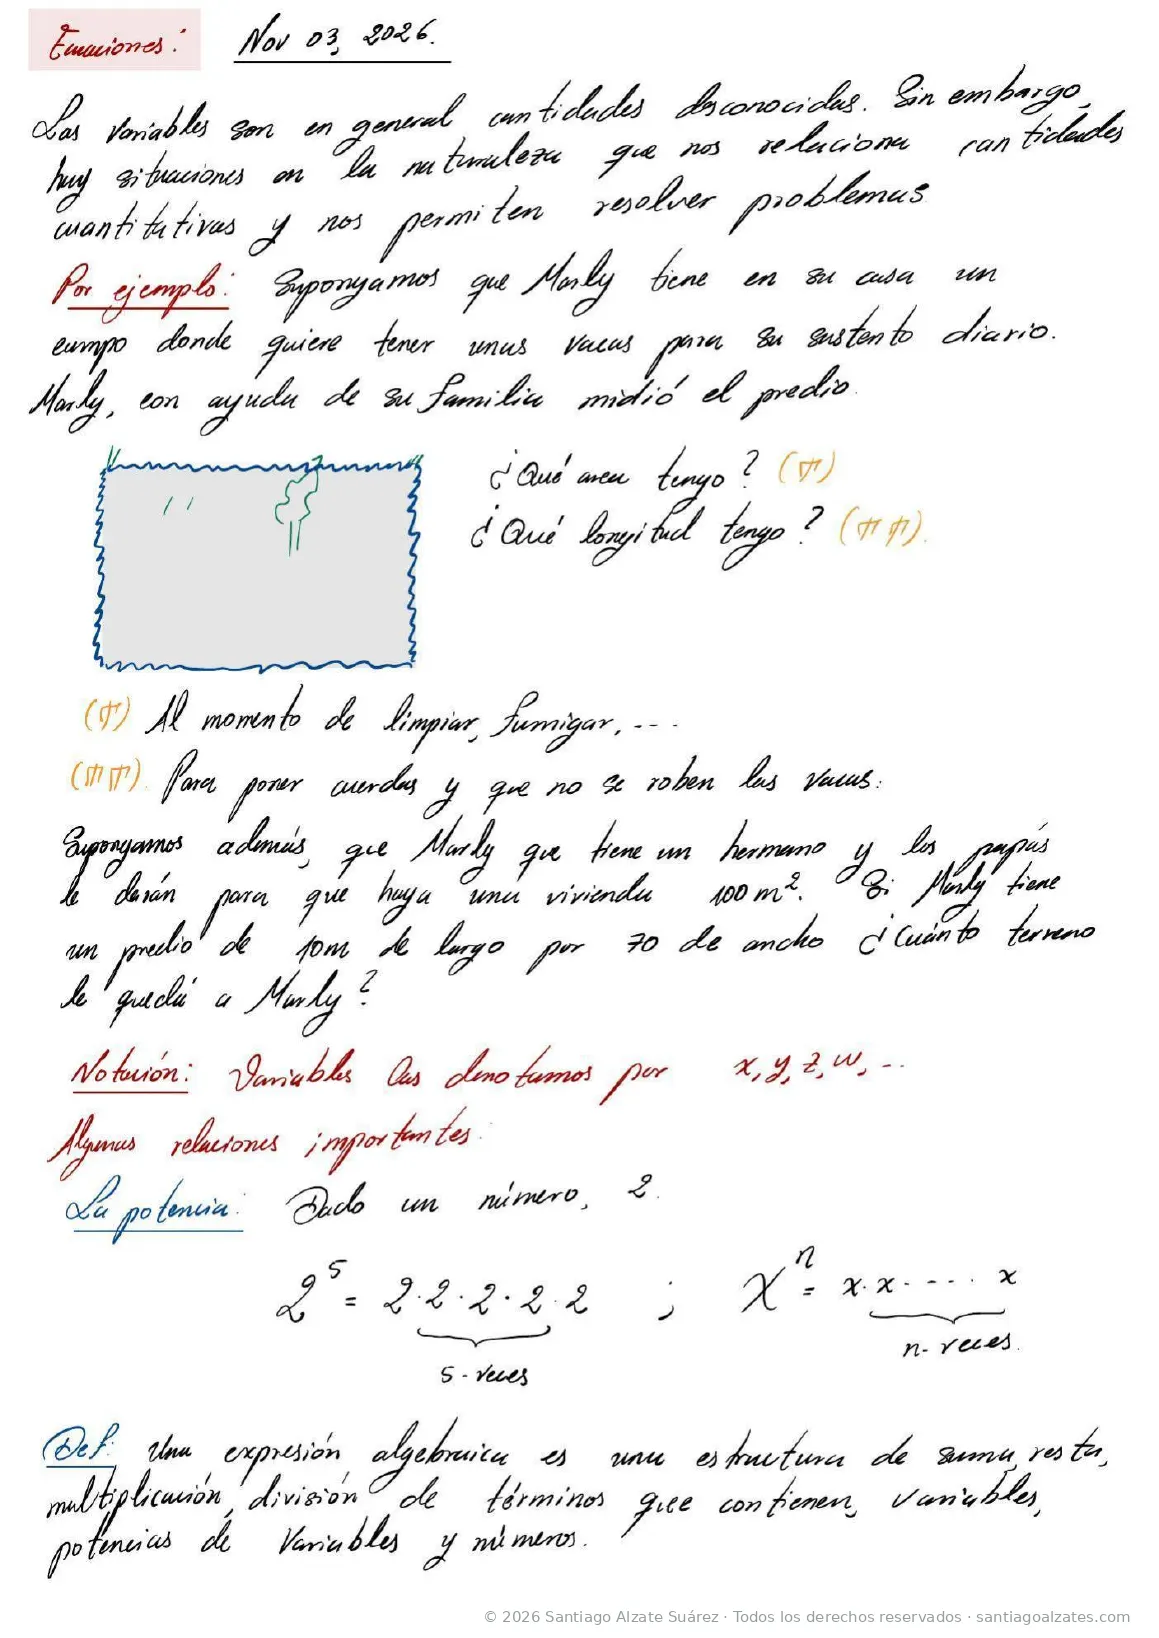 Ecuaciones: Nov 03, 2026.
Las variables son en general cantidades desconocidas. Sin embargo,
hay situaciones en la naturaleza que nos relaciona cantidades
cuantitativas y nos permiten resolver problemas
Por ejemplo: Supongamos que Marly tiene en su casa un
campo donde quiere tener unas vacas para su sustento diario.
Marly, con ayuda de su familia midió el predio.
¿Qué area tengo?
¿Qué longitud tengo?
Al momento de limpiar, fumigar, ---
Para poner cuerdas y que no se roben las vacas.
Supongamos además, que Marly que tiene un hermano y los papás
le darán para que haga una vivienda 100 m². Si Marly tiene
un predio de 10m de largo por 70 de ancho ¿Cuánto terreno
le queda a Marly?
Notación: Variables las denotamos por x, y, z, w, ...
Algunas relaciones importantes:
La potencia: Dado un número, 2.
2⁵ = 2·2·2·2·2 ; xⁿ = x·x·---·x
5-veces n-veces.
Def: Una expresión algebraica es una estructura de suma, resta,
multiplicación, división de términos que contienen, variables,
potencias de variables y números.
© 2026 Santiago Alzate Suárez · Todos los derechos reservados · santiagoalzates.com